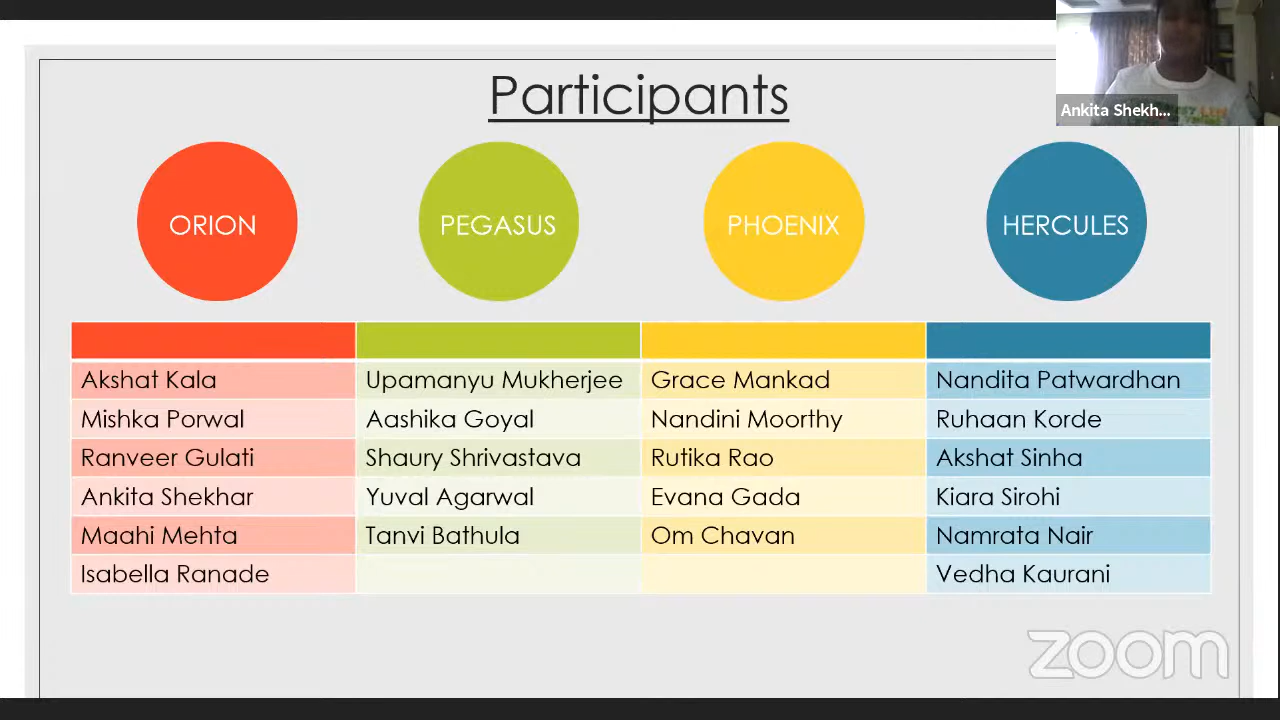 Participants
Ankita Shekh...
ORION PEGASUS PHOENIX HERCULES
Akshat Kala Upamanyu Mukherjee Grace Mankad Nandita Patwardhan
Mishka Porwal Aashika Goyal Nandini Moorthy Ruhaan Korde
Ranveer Gulati Shaury Shrivastava Rutika Rao Akshat Sinha
Ankita Shekhar Yuval Agarwal Evana Gada Kiara Sirohi
Maahi Mehta Tanvi Bathula Om Chavan Namrata Nair
Isabella Ranade Vedha Kaurani
zoom